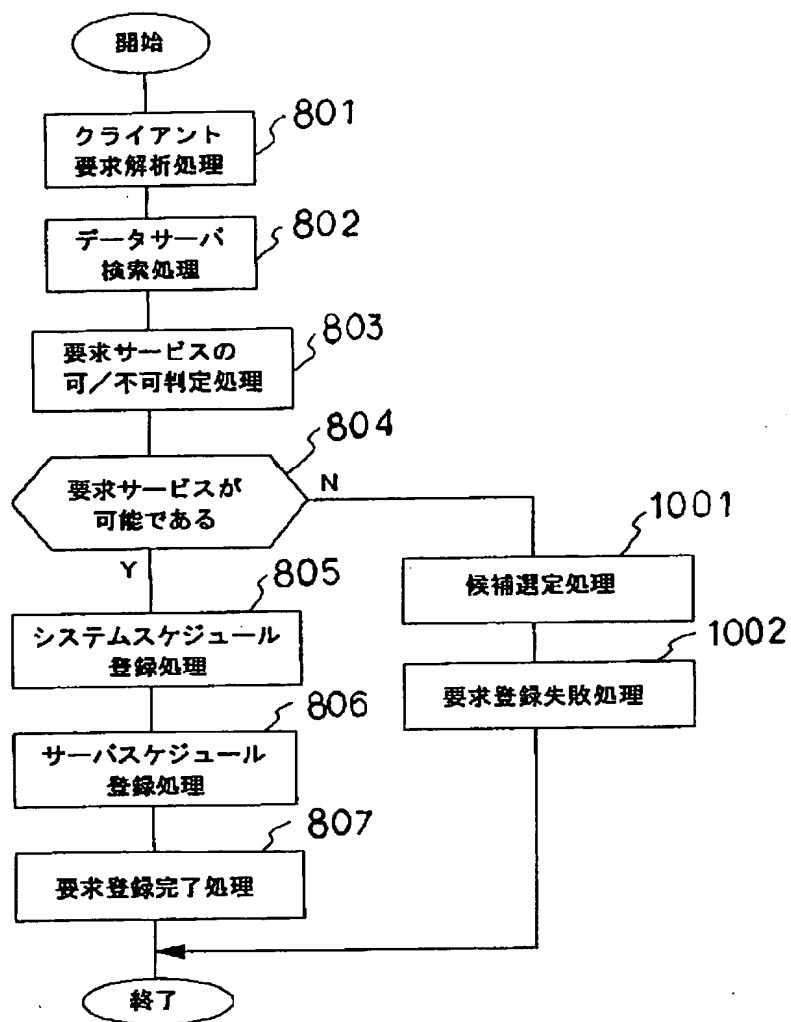 開始
801
クライアント
要求解析処理
802
データサーバ
検索処理
803
要求サービスの
可／不可判定処理
804
要求サービスが
可能である
N
Y
805
システムスケジュール
登録処理
806
サーバスケジュール
登録処理
807
要求登録完了処理
1001
候補選定処理
1002
要求登録失敗処理
終了